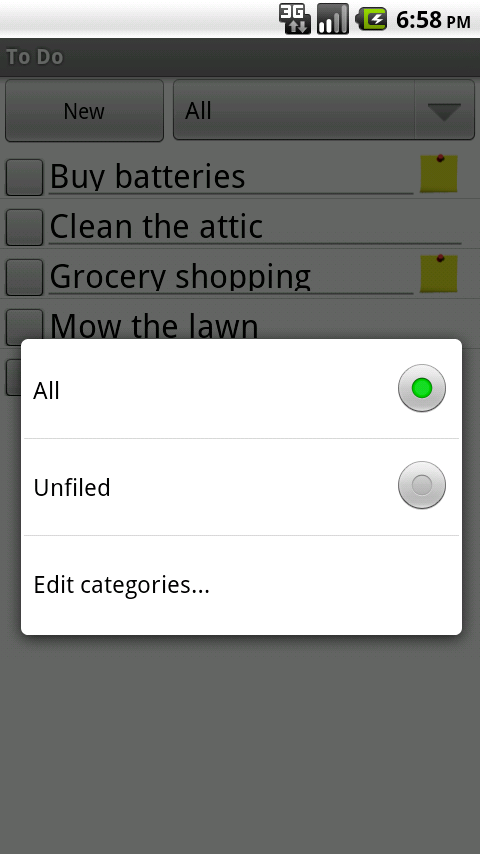 3G 6:58 PM
To Do
New
All
Buy batteries
Clean the attic
Grocery shopping
Mow the lawn
All
Unfiled
Edit categories...